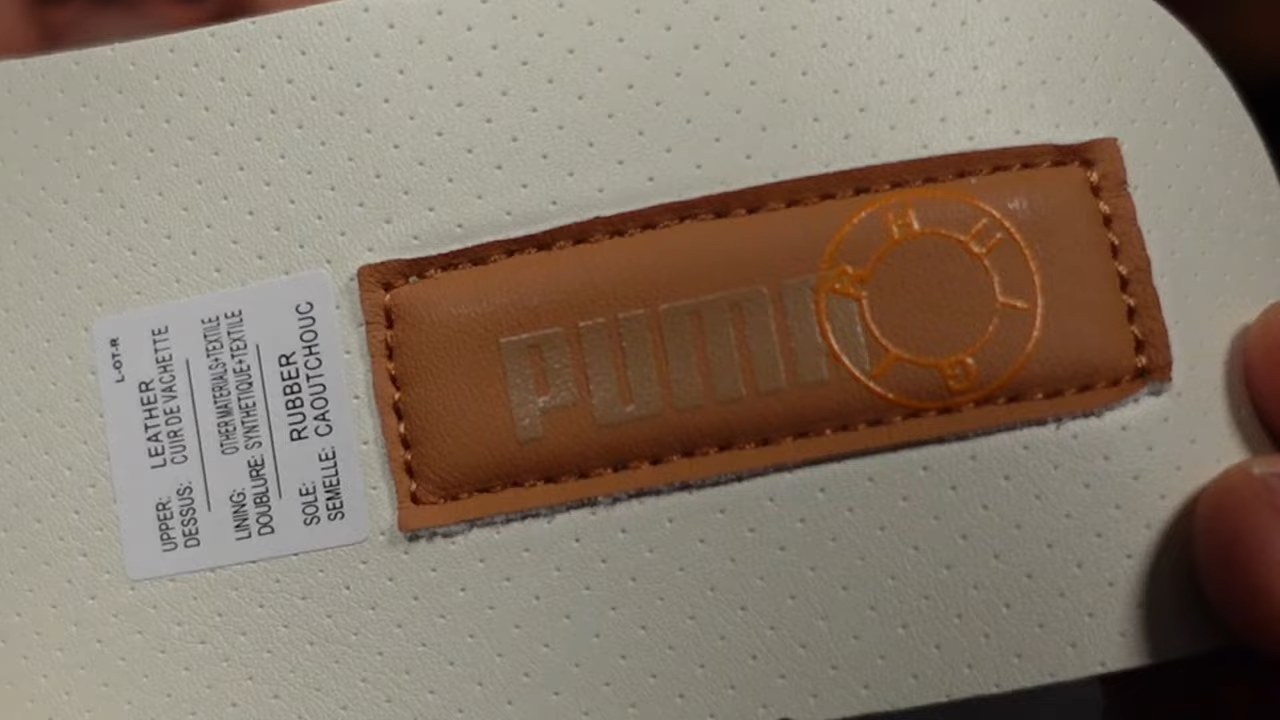 L-OT-R
UPPER: LEATHER
DESSUS: CUIR DE VACHETTE
LINING: OTHER MATERIALS+TEXTILE
DOUBLURE: SYNTHETIQUE+TEXTILE
SOLE: RUBBER
SEMELLE: CAOUTCHOUC
PUMA